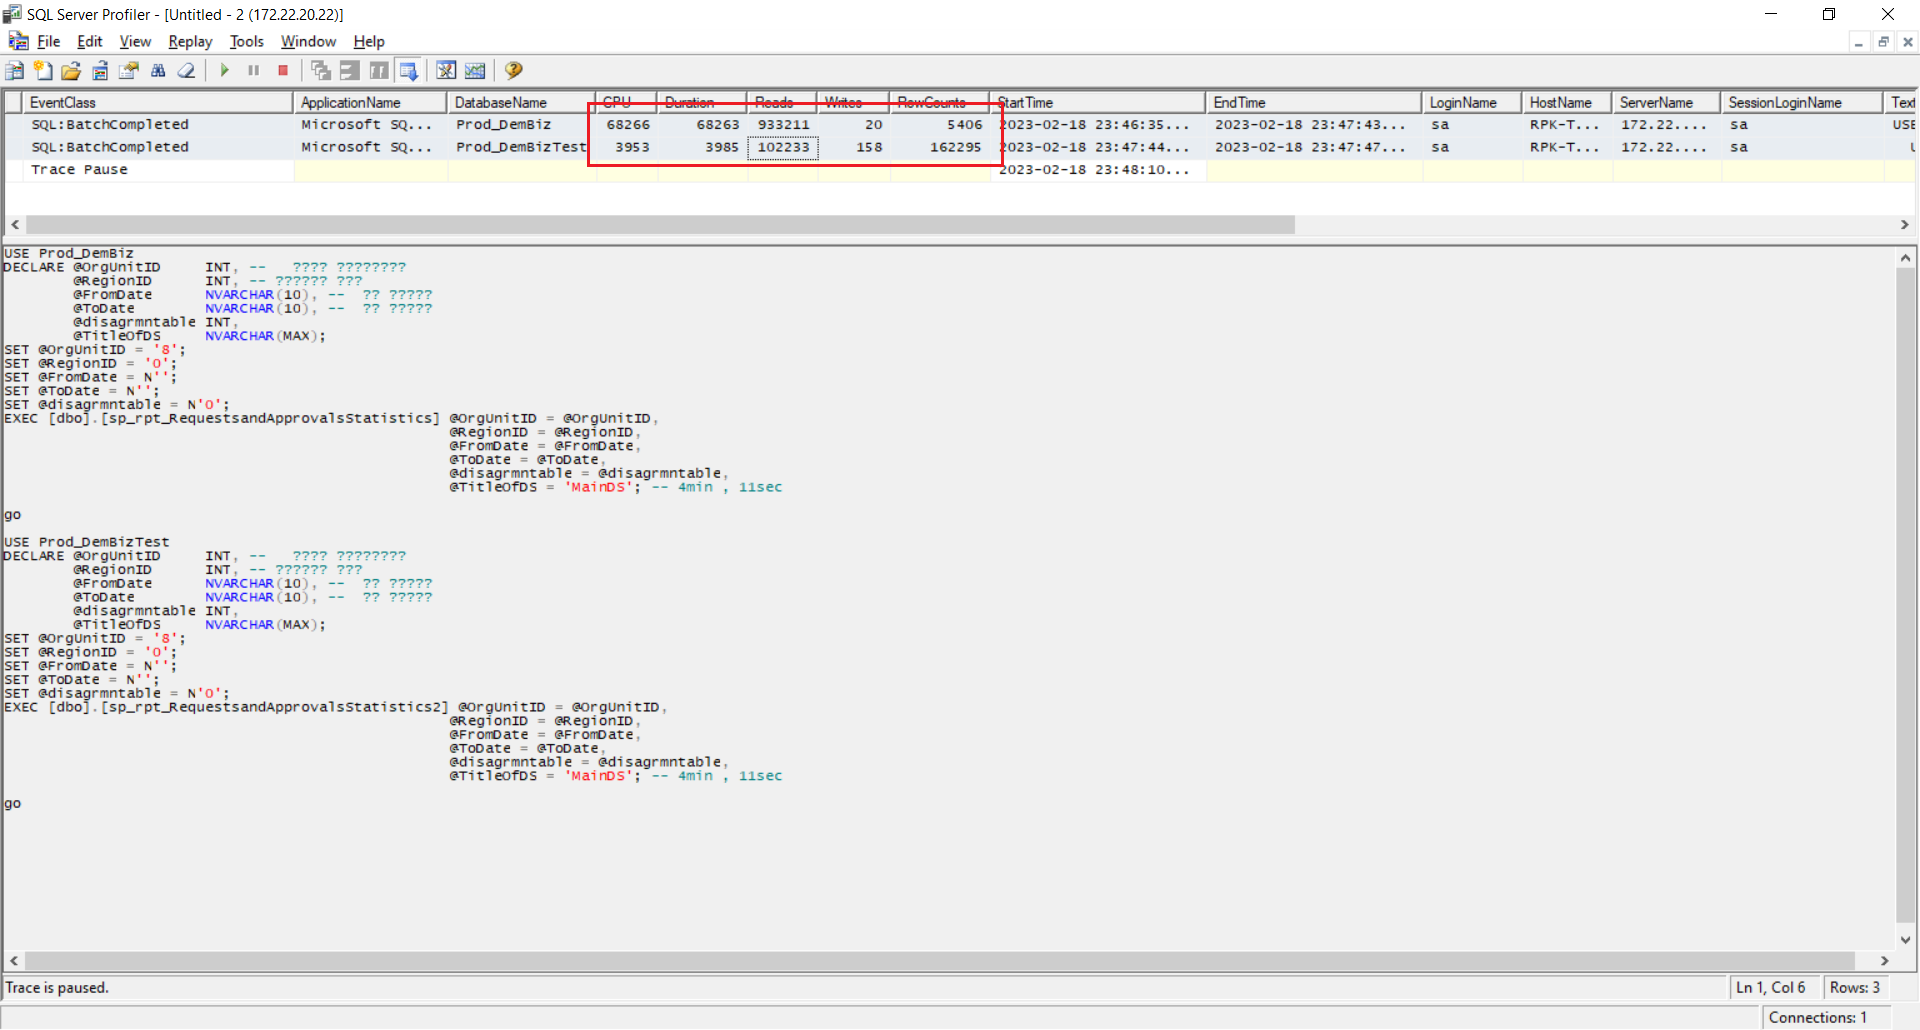 SQL Server Profiler - [Untitled - 2 (172.22.20.22)]
File Edit View Replay Tools Window Help
EventClass ApplicationName DatabaseName CPU Duration Reads Writes RowCounts StartTime EndTime LoginName HostName ServerName SessionLoginName Text
SQL:BatchCompleted Microsoft SQ... Prod_DemBiz 68266 68263 933211 20 5406 2023-02-18 23:46:35... 2023-02-18 23:47:43... sa RPK-T... 172.22.... sa USE
SQL:BatchCompleted Microsoft SQ... Prod_DemBizTest 3953 3985 102233 158 162295 2023-02-18 23:47:44... 2023-02-18 23:47:47... sa RPK-T... 172.22.... sa
Trace Pause 2023-02-18 23:48:10...
USE Prod_DemBiz
DECLARE @OrgUnitID INT, -- ???? ????????
@RegionID INT, -- ?????? ???
@FromDate NVARCHAR(10), -- ?? ?????
@ToDate NVARCHAR(10), -- ?? ?????
@disagrmntable INT,
@TitleOfDS NVARCHAR(MAX);
SET @OrgUnitID = '8';
SET @RegionID = '0';
SET @FromDate = N'';
SET @ToDate = N'';
SET @disagrmntable = N'0';
EXEC [dbo].[sp_rpt_RequestsandApprovalsStatistics] @OrgUnitID = @OrgUnitID,
@RegionID = @RegionID,
@FromDate = @FromDate,
@ToDate = @ToDate,
@disagrmntable = @disagrmntable,
@TitleOfDS = 'MainDS'; -- 4min , 11sec
go
USE Prod_DemBizTest
DECLARE @OrgUnitID INT, -- ???? ????????
@RegionID INT, -- ?????? ???
@FromDate NVARCHAR(10), -- ?? ?????
@ToDate NVARCHAR(10), -- ?? ?????
@disagrmntable INT,
@TitleOfDS NVARCHAR(MAX);
SET @OrgUnitID = '8';
SET @RegionID = '0';
SET @FromDate = N'';
SET @ToDate = N'';
SET @disagrmntable = N'0';
EXEC [dbo].[sp_rpt_RequestsandApprovalsStatistics2] @OrgUnitID = @OrgUnitID,
@RegionID = @RegionID,
@FromDate = @FromDate,
@ToDate = @ToDate,
@disagrmntable = @disagrmntable,
@TitleOfDS = 'MainDS'; -- 4min , 11sec
go
Trace is paused. Ln 1, Col 6 Rows: 3
Connections: 1